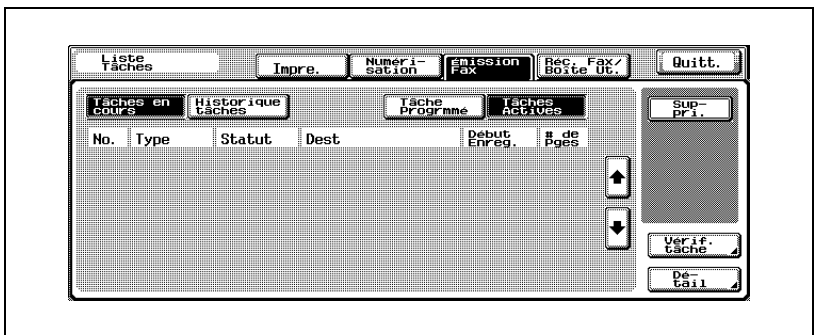 Liste
Tâches
Impre.
Numéri-
sation
émission
Fax
Réc. Fax/
Boîte Ut.
Quitt.
Tâches en
cours
Historique
tâches
Tâche
Progrmmé
Tâches
Actives
Sup-
pri.
No. Type Statut Dest
Début
Enreg.
# de
Pges
Vérif.
tâche
Dé-
tail